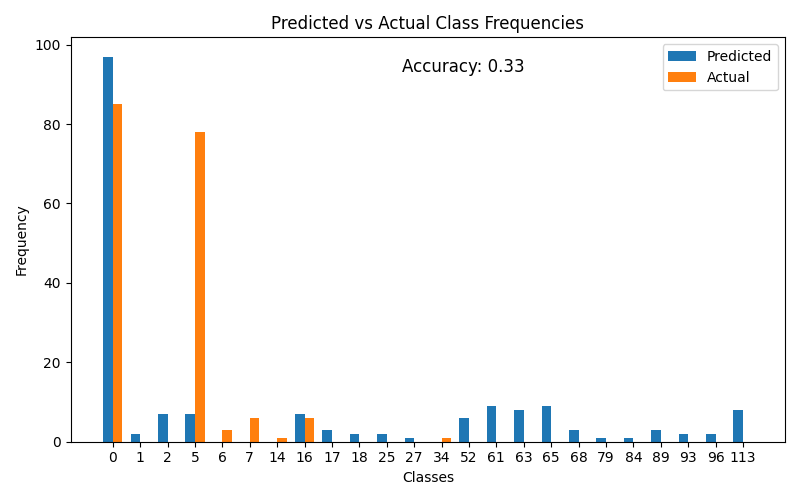 Predicted vs Actual Class Frequencies
Accuracy: 0.33
Predicted
Actual
Frequency
100
80
60
40
20
0
0 1 2 5 6 7 14 16 17 18 25 27 34 52 61 63 65 68 79 84 89 93 96 113
Classes